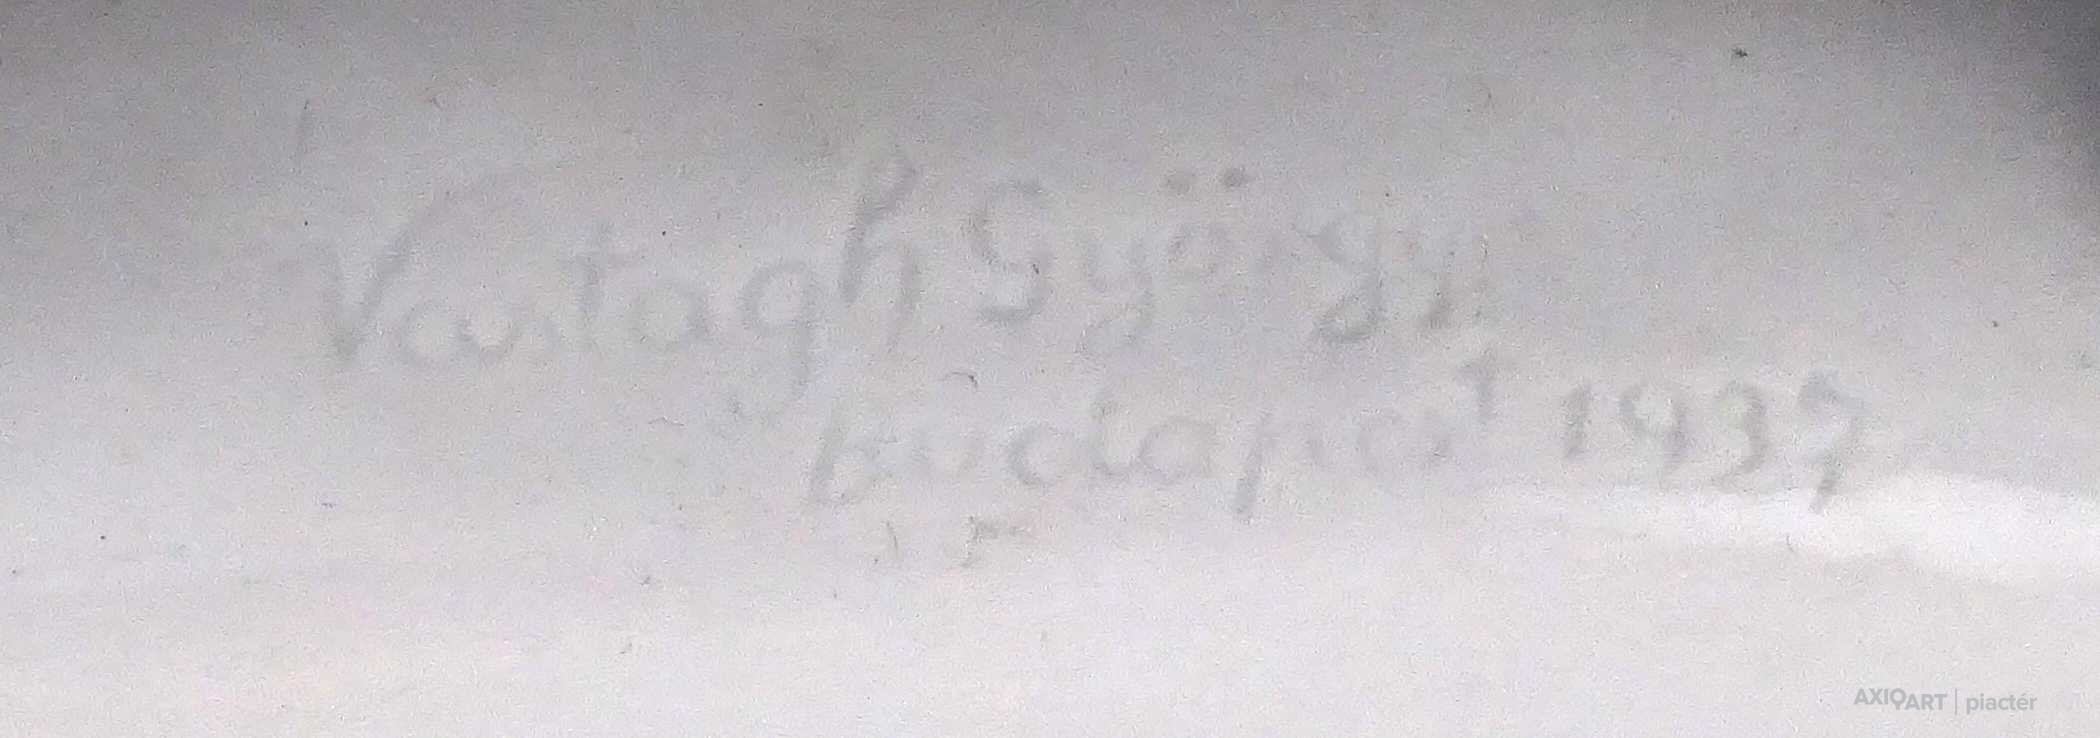 Vastagh György
Budapest 1937
AXIOART | piactér